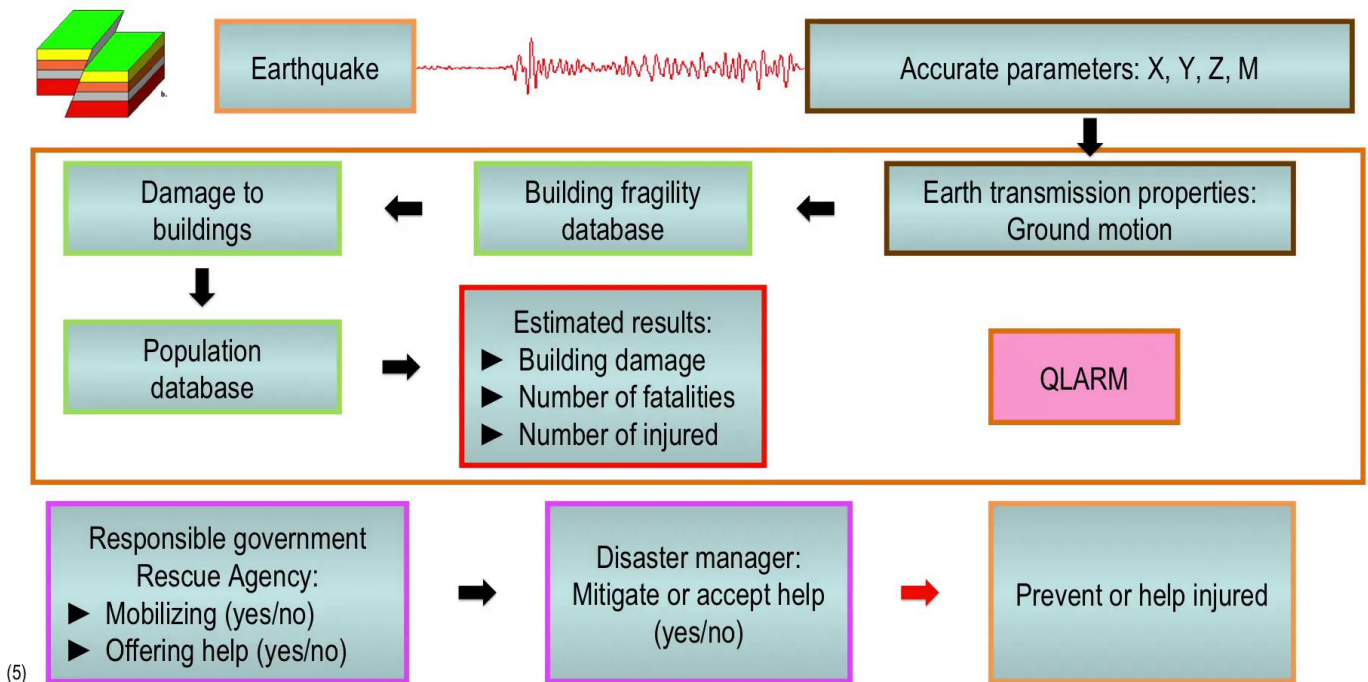 b.
Earthquake
Accurate parameters: X, Y, Z, M
Damage to
buildings
Building fragility
database
Earth transmission properties:
Ground motion
Population
database
Estimated results:
► Building damage
► Number of fatalities
► Number of injured
QLARM
Responsible government
Rescue Agency:
► Mobilizing (yes/no)
► Offering help (yes/no)
Disaster manager:
Mitigate or accept help
(yes/no)
Prevent or help injured
(5)